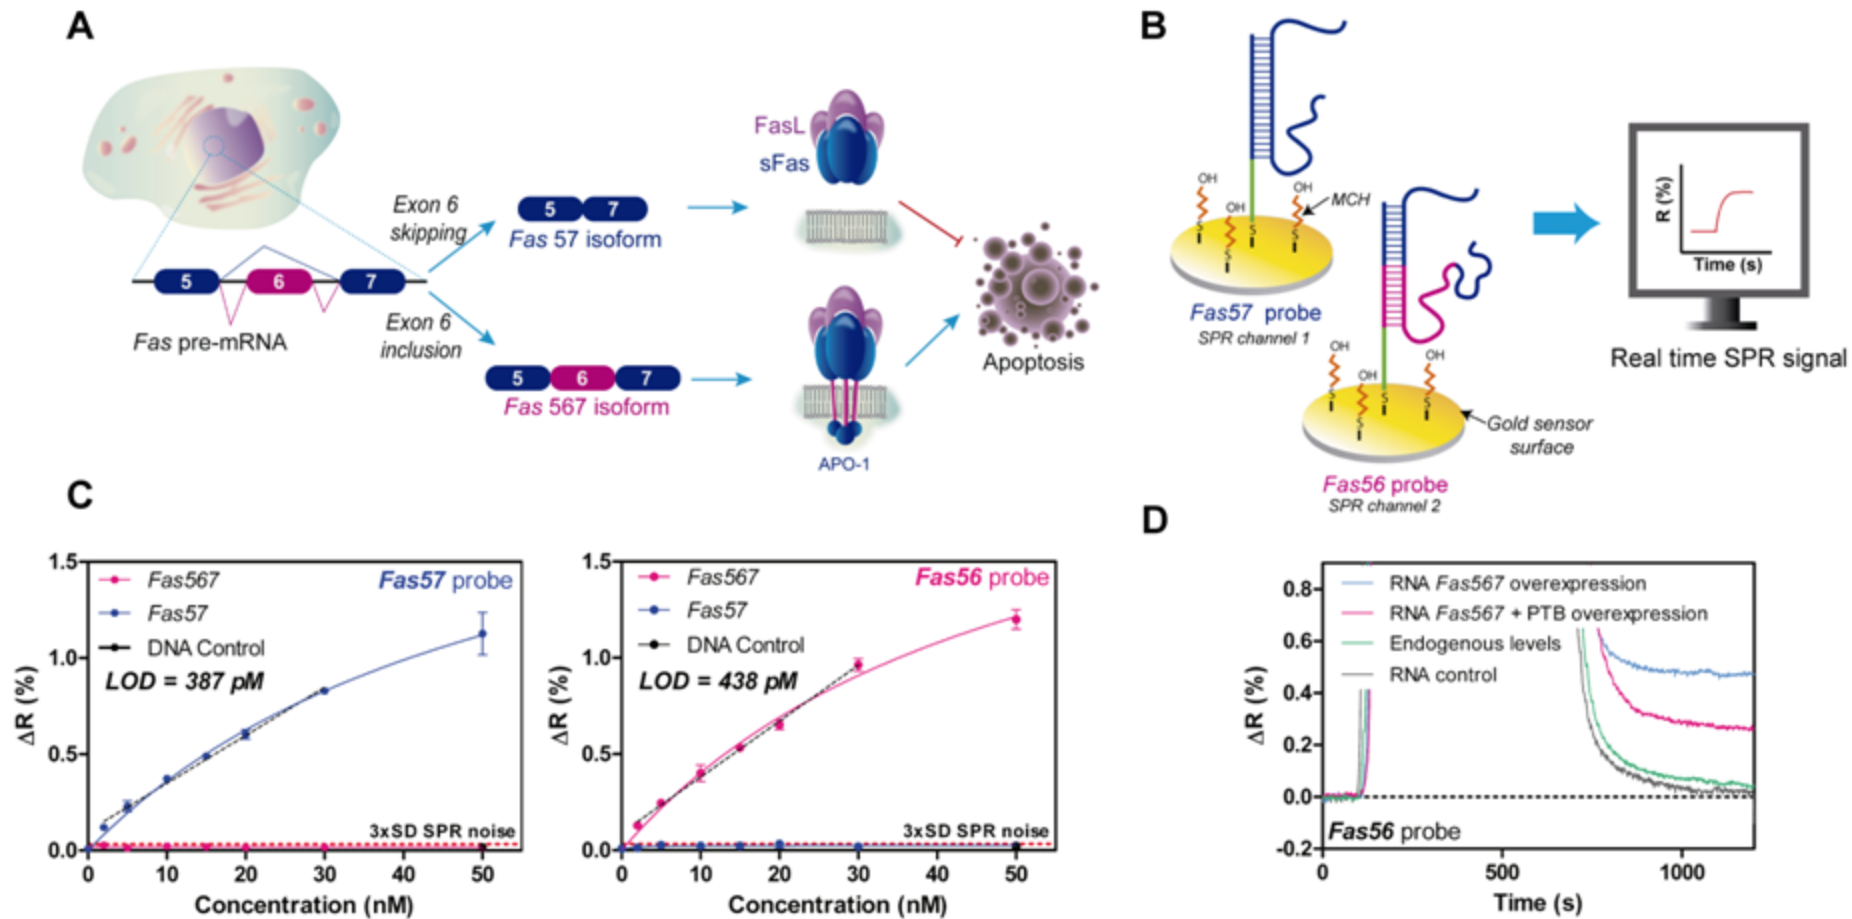 A
FasL
sFas
Exon 6
skipping
5 7
Fas 57 isoform
5 6 7
Fas pre-mRNA
Exon 6
inclusion
5 6 7
Fas 567 isoform
APO-1
Apoptosis
B
OH
OH
OH
MCH
S
S
S
S
Fas57 probe
SPR channel 1
OH
OH
OH
S
S
S
S
Gold sensor
surface
Fas56 probe
SPR channel 2
R (%)
Time (s)
Real time SPR signal
C
Fas567
Fas57
DNA Control
LOD = 387 pM
Fas57 probe
3xSD SPR noise
1.5
1.0
0.5
0.0
ΔR (%)
0 10 20 30 40 50
Concentration (nM)
Fas567
Fas57
DNA Control
LOD = 438 pM
Fas56 probe
3xSD SPR noise
1.5
1.0
0.5
0.0
ΔR (%)
0 10 20 30 40 50
Concentration (nM)
D
RNA Fas567 overexpression
RNA Fas567 + PTB overexpression
Endogenous levels
RNA control
0.8
0.6
0.4
0.2
0.0
-0.2
ΔR (%)
Fas56 probe
0 500 1000
Time (s)